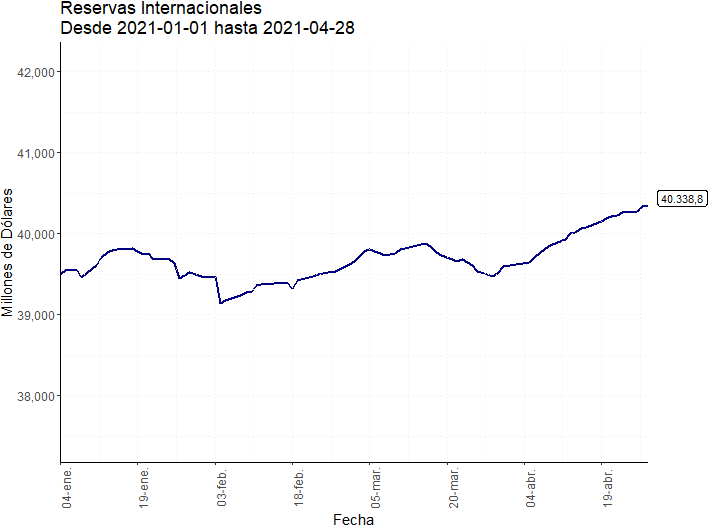 Reservas Internacionales
Desde 2021-01-01 hasta 2021-04-28
Millones de Dólares
42,000
41,000
40,000
39,000
38,000
40.338,8
04-ene.
19-ene.
03-feb.
18-feb.
05-mar.
20-mar.
04-abr.
19-abr.
Fecha